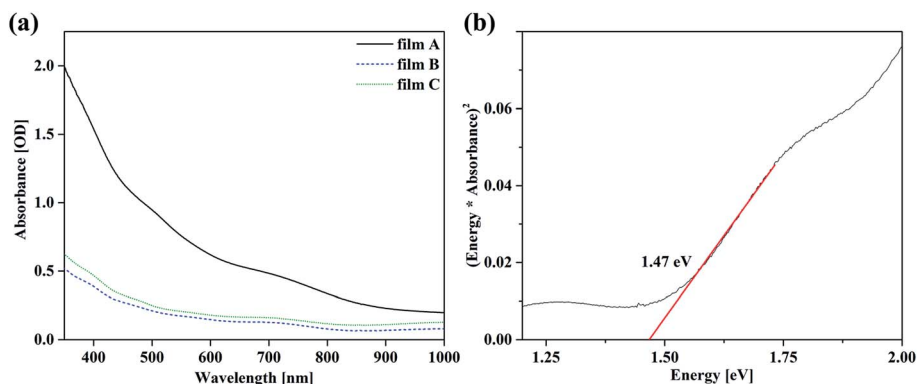 (a)
film A
film B
film C
2.0
1.5
1.0
0.5
0.0
Absorbance [OD]
400 500 600 700 800 900 1000
Wavelength [nm]
(b)
0.06
0.04
0.02
0.00
(Energy * Absorbance)²
1.47 eV
1.25 1.50 1.75 2.00
Energy [eV]